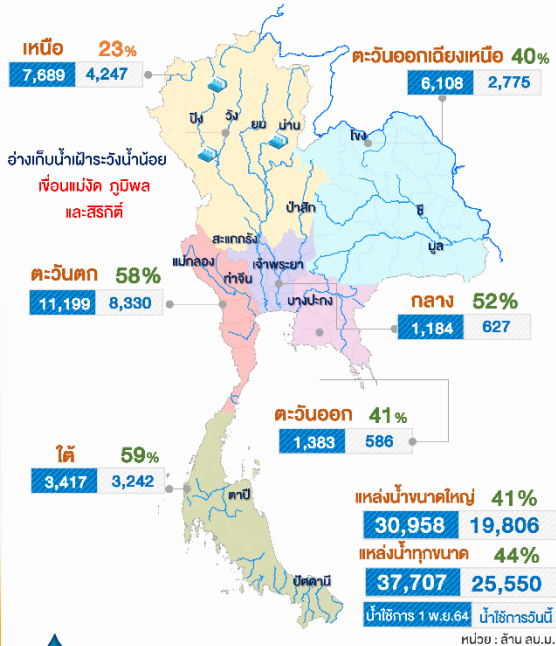 เหนือ 23%
7,689 4,247
ตะวันออกเฉียงเหนือ 40%
6,108 2,775
ปิง
วัง
ยม
น่าน
โขง
อ่างเก็บน้ำเฝ้าระวังน้ำน้อย
เขื่อนแม่งัด ภูมิพล
และสิริกิติ์
ป่าสัก
ชี
มูล
สะแกกรัง
แม่กลอง
เจ้าพระยา
ท่าจีน
บางปะกง
ตะวันตก 58%
11,199 8,330
กลาง 52%
1,184 627
ตะวันออก 41%
1,383 586
ใต้ 59%
3,417 3,242
ตาปี
ปัตตานี
แหล่งน้ำขนาดใหญ่ 41%
30,958 19,806
แหล่งน้ำทุกขนาด 44%
37,707 25,550
น้ำใช้การ 1 พ.ย.64 น้ำใช้การวันนี้
หน่วย : ล้าน ลบ.ม.